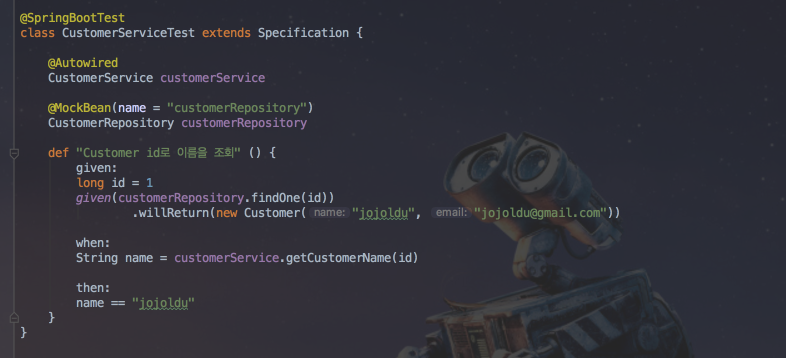 @SpringBootTest
class CustomerServiceTest extends Specification {
@Autowired
CustomerService customerService
@MockBean(name = "customerRepository")
CustomerRepository customerRepository
def "Customer id로 이름을 조회" () {
given:
long id = 1
given(customerRepository.findOne(id))
.willReturn(new Customer( name: "jojoldu", email: "jojoldu@gmail.com"))
when:
String name = customerService.getCustomerName(id)
then:
name == "jojoldu"
}
}